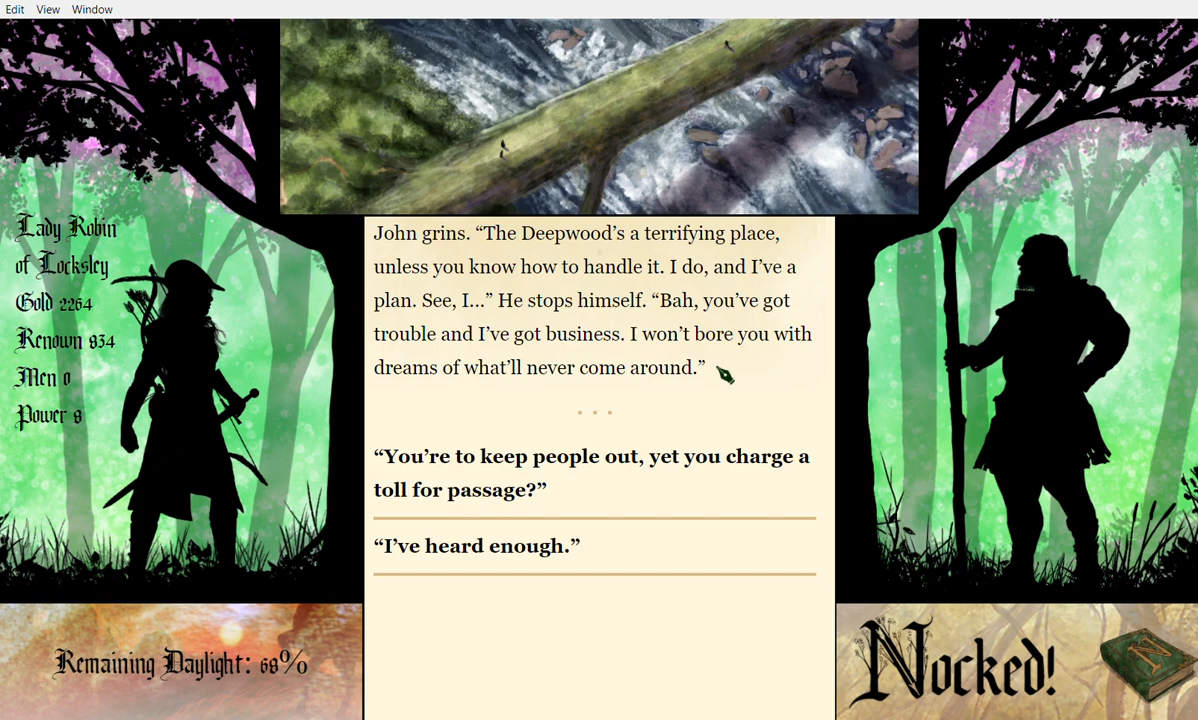 Edit View Window
Lady Robin
of Locksley
Gold 2264
Renown 834
Men 0
Power 8
John grins. “The Deepwood’s a terrifying place,
unless you know how to handle it. I do, and I’ve a
plan. See, I...” He stops himself. “Bah, you’ve got
trouble and I’ve got business. I won’t bore you with
dreams of what’ll never come around.”
“You’re to keep people out, yet you charge a
toll for passage?”
“I’ve heard enough.”
Remaining Daylight: 68%
Nocked!
N